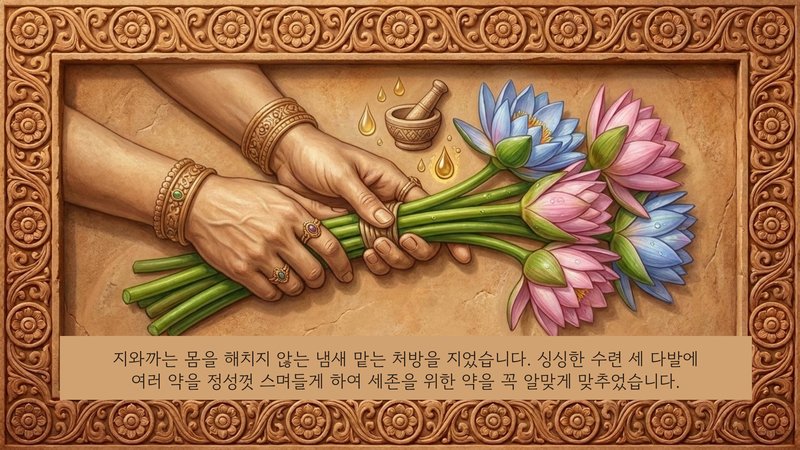 지와까는 몸을 해치지 않는 냄새 맡는 처방을 지었습니다. 싱싱한 수련 세 다발에
여러 약을 정성껏 스며들게 하여 세존을 위한 약을 꼭 알맞게 맞추었습니다.